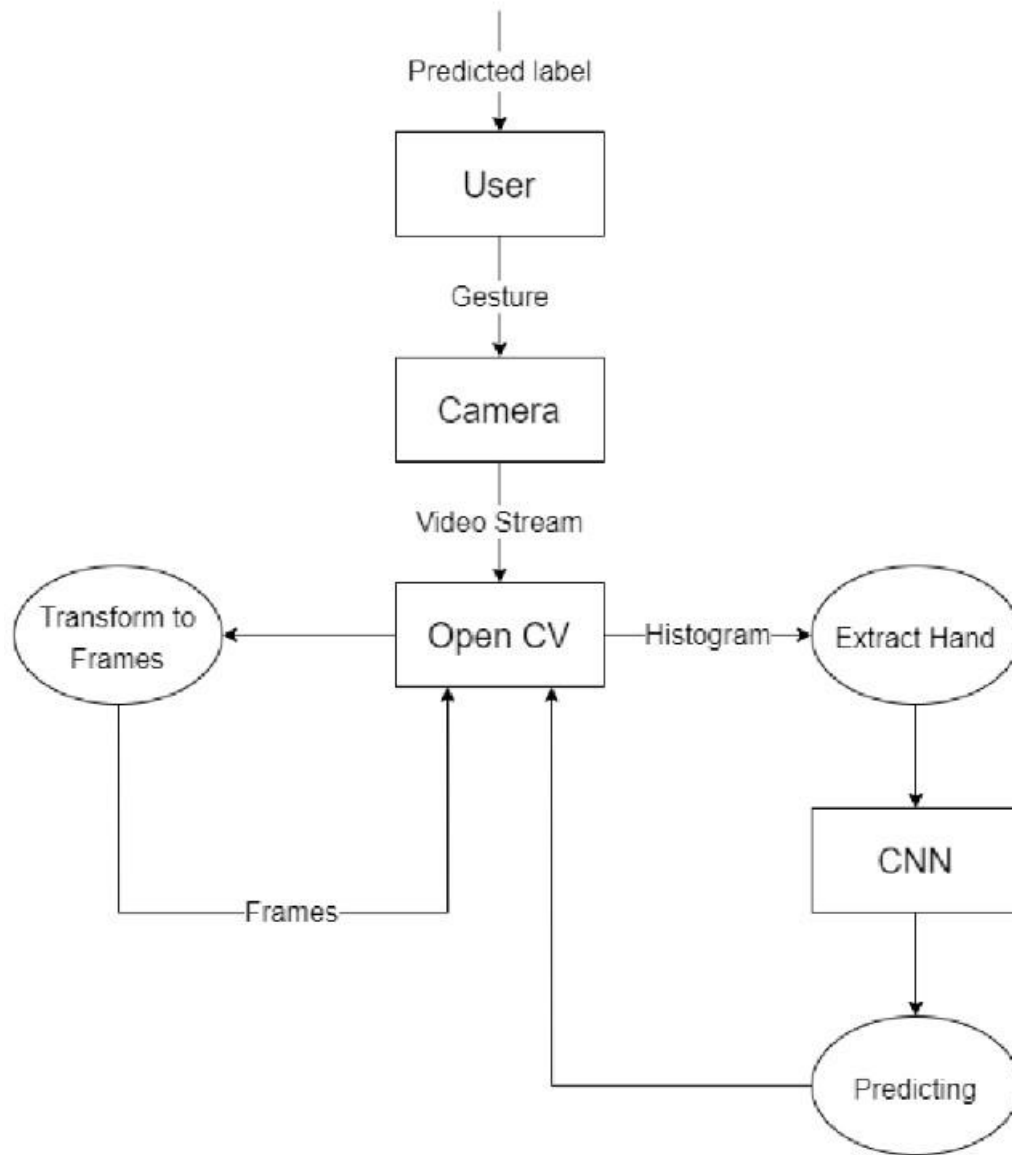 Predicted label
User
Gesture
Camera
Video Stream
Transform to
Frames
Open CV
Histogram
Extract Hand
CNN
Frames
Predicting